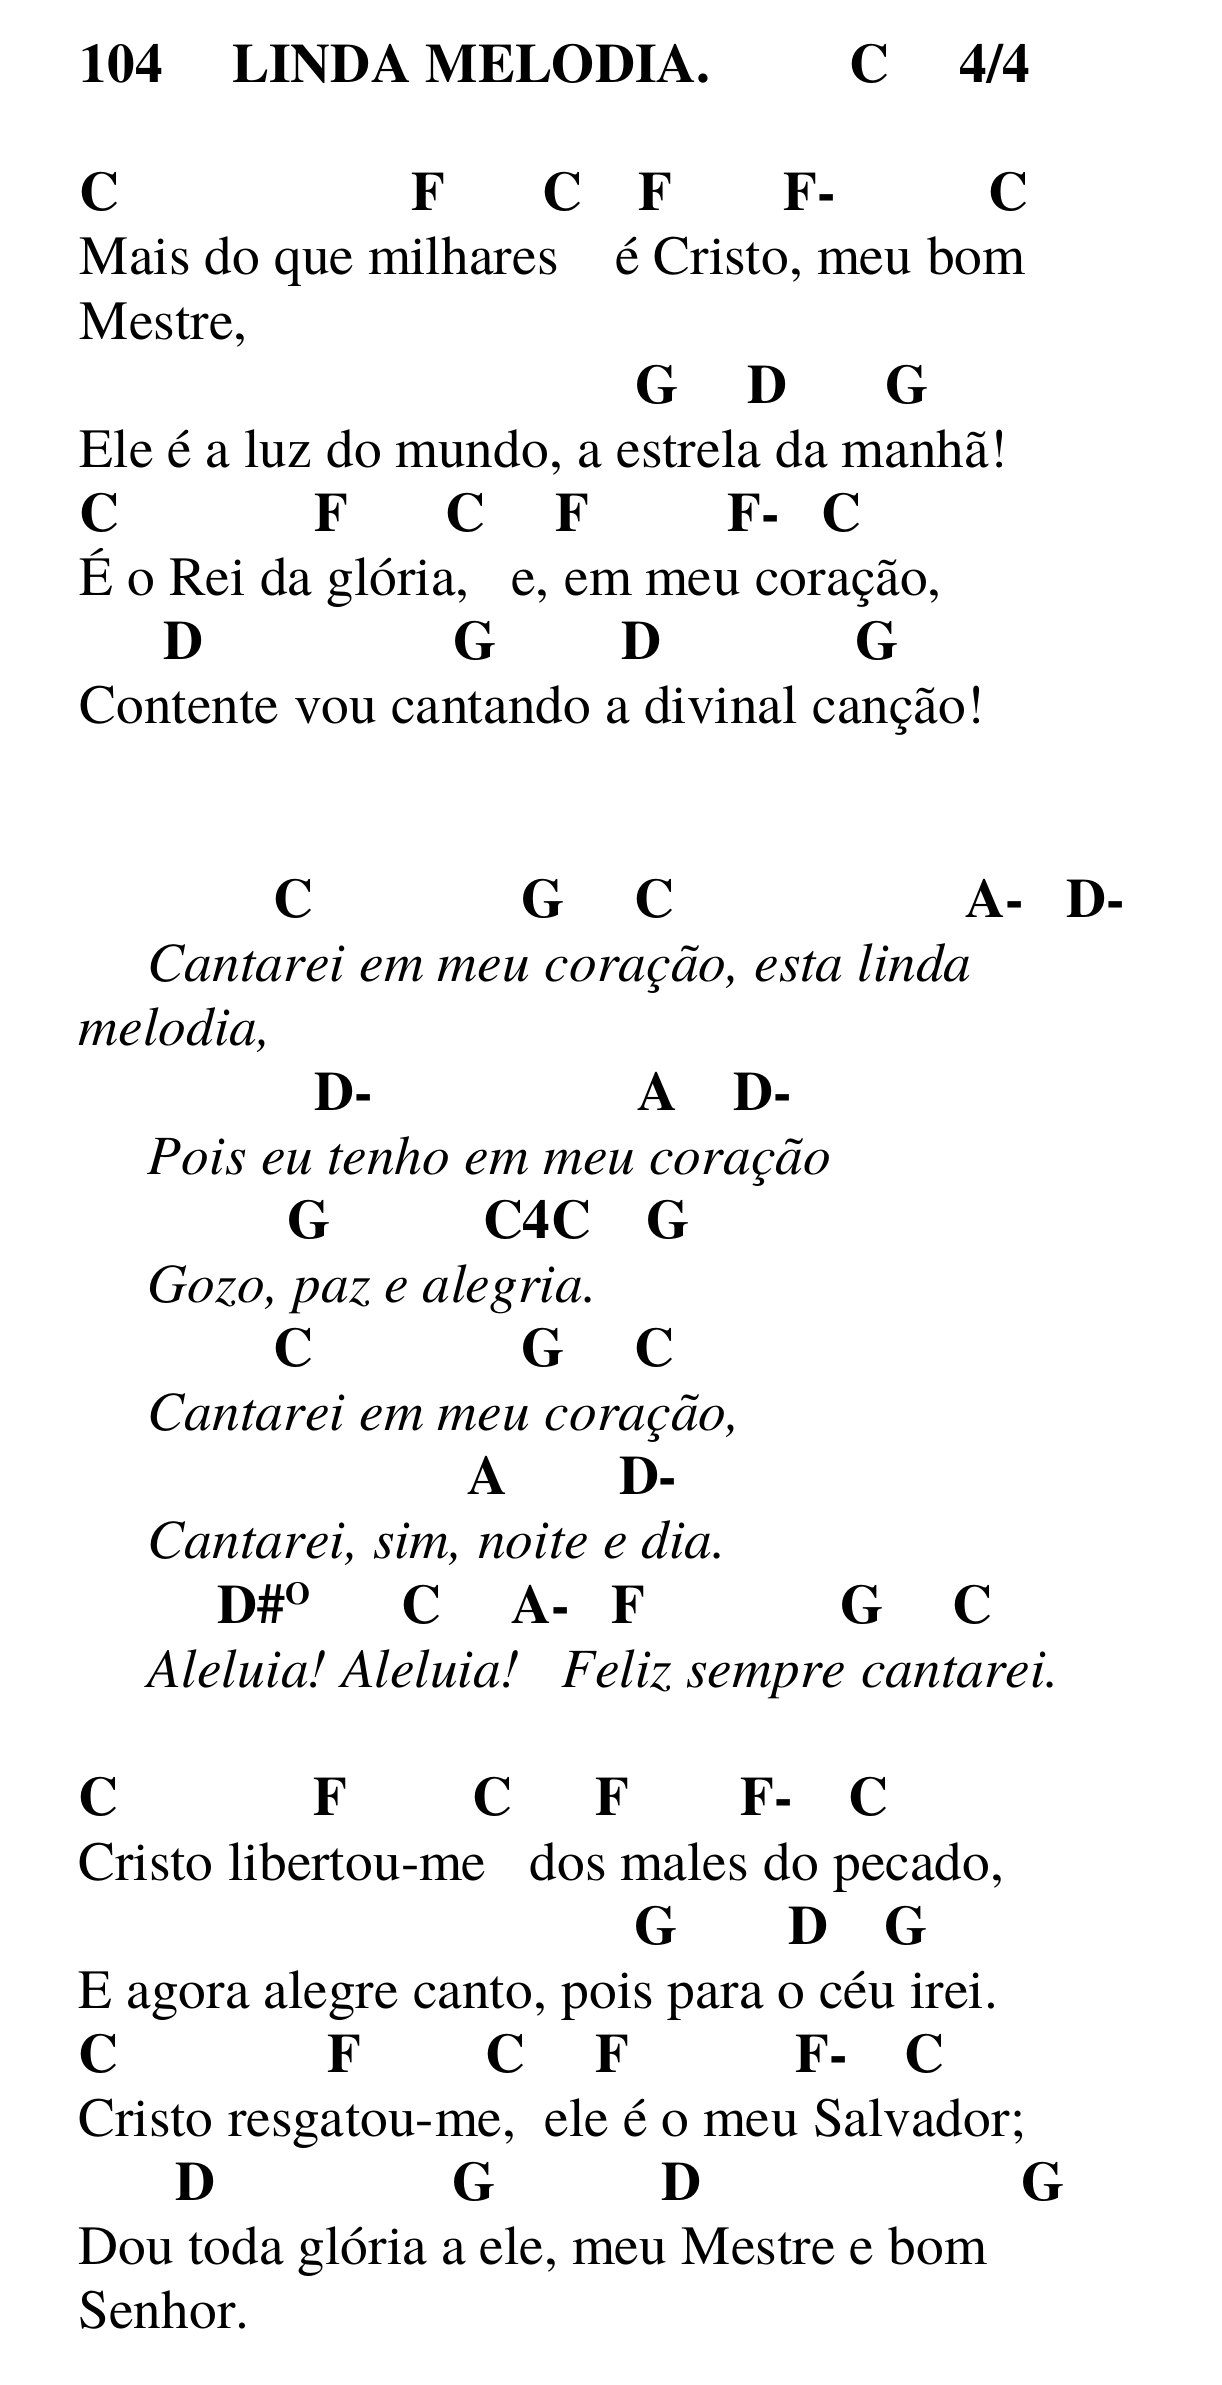 104 LINDA MELODIA. C 4/4
C F C F F- C
Mais do que milhares é Cristo, meu bom
Mestre,
G D G
Ele é a luz do mundo, a estrela da manhã!
C F C F F- C
É o Rei da glória, e, em meu coração,
D G D G
Contente vou cantando a divinal canção!
C G C A- D-
Cantarei em meu coração, esta linda
melodia,
D- A D-
Pois eu tenho em meu coração
G C4C G
Gozo, paz e alegria.
C G C
Cantarei em meu coração,
A D-
Cantarei, sim, noite e dia.
D#º C A- F G C
Aleluia! Aleluia! Feliz sempre cantarei.
C F C F F- C
Cristo libertou-me dos males do pecado,
G D G
E agora alegre canto, pois para o céu irei.
C F C F F- C
Cristo resgatou-me, ele é o meu Salvador;
D G D G
Dou toda glória a ele, meu Mestre e bom
Senhor.